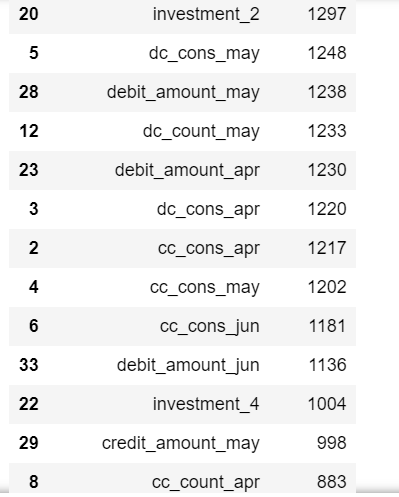 20 investment_2 1297
5 dc_cons_may 1248
28 debit_amount_may 1238
12 dc_count_may 1233
23 debit_amount_apr 1230
3 dc_cons_apr 1220
2 cc_cons_apr 1217
4 cc_cons_may 1202
6 cc_cons_jun 1181
33 debit_amount_jun 1136
22 investment_4 1004
29 credit_amount_may 998
8 cc_count_apr 883